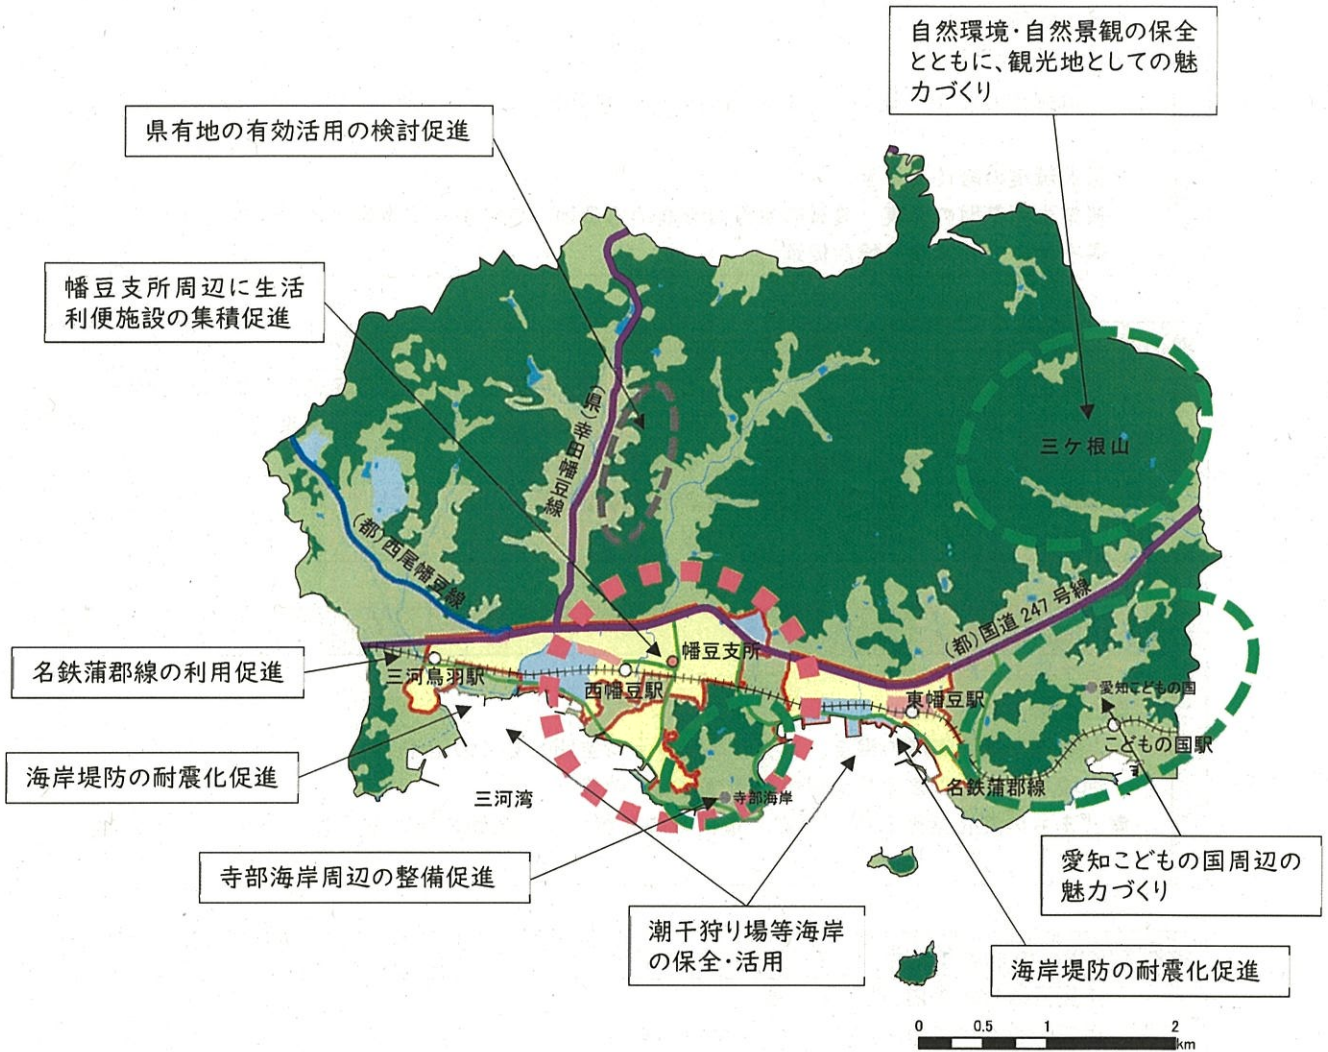 自然環境・自然景観の保全
とともに、観光地としての魅
力づくり
県有地の有効活用の検討促進
幡豆支所周辺に生活
利便施設の集積促進
(県)幸田幡豆線
三ケ根山
(都)西尾幡豆線
(都)国道247号線
名鉄蒲郡線の利用促進
三河鳥羽駅
西幡豆駅
幡豆支所
東幡豆駅
愛知こどもの国
こどもの国駅
海岸堤防の耐震化促進
三河湾
寺部海岸
名鉄蒲郡線
寺部海岸周辺の整備促進
潮干狩り場等海岸
の保全・活用
愛知こどもの国周辺の
魅力づくり
海岸堤防の耐震化促進
0 0.5 1 2
km